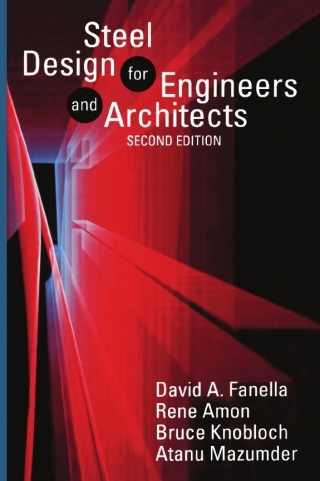 Steel
Design for Engineers
and Architects
SECOND EDITION
David A. Fanella
Rene Amon
Bruce Knobloch
Atanu Mazumder